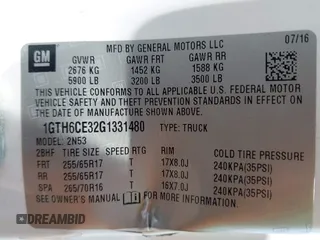 GM
MFD BY GENERAL MOTORS LLC 07/16
GVWR GAWR FRT GAWR RR
2676 KG 1452 KG 1588 KG
5900 LB 3200 LB 3500 LB
THIS VEHICLE CONFORMS TO ALL APPLICABLE U.S. FEDERAL MOTOR
VEHICLE SAFETY AND THEFT PREVENTION STANDARDS IN EFFECT ON
THE DATE OF MANUFACTURE SHOWN ABOVE.
1GTH6CE32G1331480 TYPE: TRUCK
MODEL: 2N53
2BHF TIRE SIZE SPEED RTG RIM COLD TIRE PRESSURE
FRT 255/65R17 T 17X8.0J 240KPA(35PSI)
RR 255/65R17 T 17X8.0J 240KPA(35PSI)
SPA 265/70R16 T 16X7.0J 240KPA(35PSI)
SEE OWNER'S MANUAL FOR MORE INFORMATION.
DREAMBID